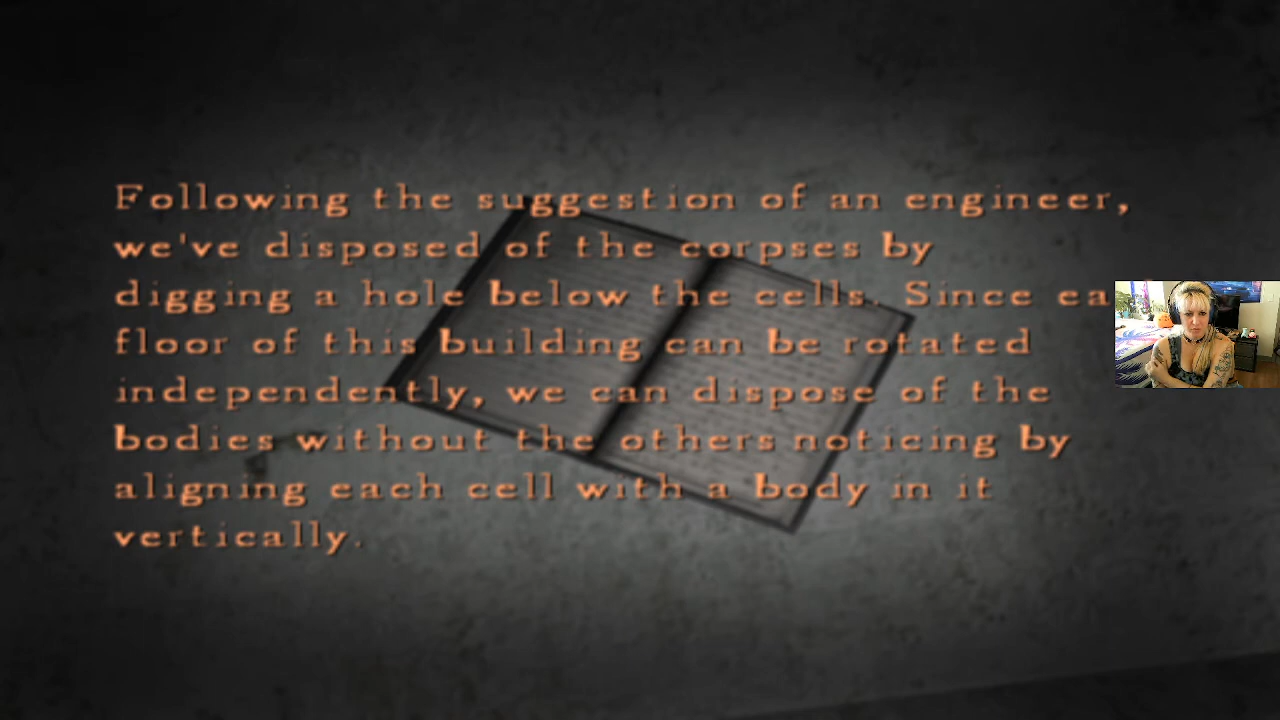 Following the suggestion of an engineer,
we've disposed of the corpses by
digging a hole below the cells. Since
floor of this building can be rotated
independently, we can dispose of the
bodies without the others noticing by
aligning each cell with a body in it
vertically.